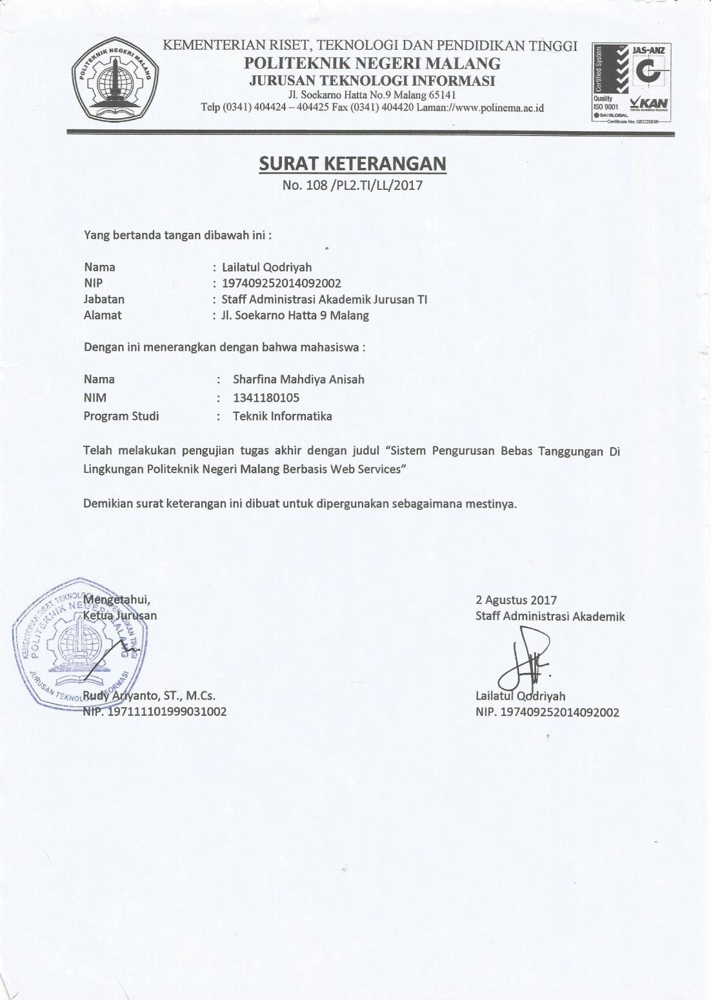 KEMENTERIAN RISET, TEKNOLOGI DAN PENDIDIKAN TINGGI
POLITEKNIK NEGERI MALANG
JURUSAN TEKNOLOGI INFORMASI
Jl. Soekarno Hatta No.9 Malang 65141
Telp (0341) 404424 – 404425 Fax (0341) 404420 Laman://www.polinema.ac.id
POLITEKNIK NEGERI MALANG
Certified System
JAS-ANZ
Quality
ISO 9001
SAI GLOBAL
KAN
Komite Akreditasi Nasional
Certificate No: QEC25538
SURAT KETERANGAN
No. 108 /PL2.TI/LL/2017
Yang bertanda tangan dibawah ini :
Nama : Lailatul Qodriyah
NIP : 197409252014092002
Jabatan : Staff Administrasi Akademik Jurusan TI
Alamat : Jl. Soekarno Hatta 9 Malang
Dengan ini menerangkan dengan bahwa mahasiswa :
Nama : Sharfina Mahdiya Anisah
NIM : 1341180105
Program Studi : Teknik Informatika
Telah melakukan pengujian tugas akhir dengan judul “Sistem Pengurusan Bebas Tanggungan Di
Lingkungan Politeknik Negeri Malang Berbasis Web Services”
Demikian surat keterangan ini dibuat untuk dipergunakan sebagaimana mestinya.
Mengetahui,
Ketua Jurusan
KEMENTERIAN RISET TEKNOLOGI DAN PENDIDIKAN TINGGI
POLITEKNIK NEGERI MALANG
JURUSAN TEKNOLOGI INFORMASI
Rudy Ariyanto, ST., M.Cs.
NIP. 197111101999031002
2 Agustus 2017
Staff Administrasi Akademik
Lailatul Qodriyah
NIP. 197409252014092002